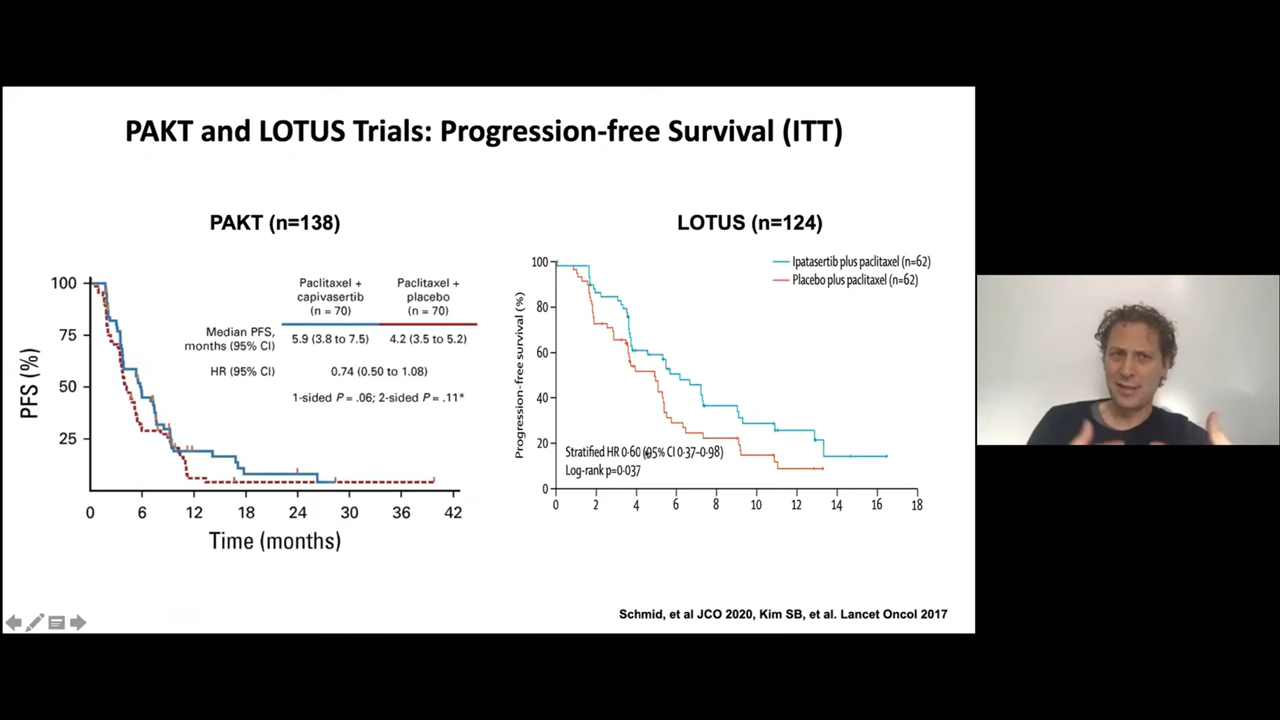 PAKT and LOTUS Trials: Progression-free Survival (ITT)
PAKT (n=138)
PFS (%)
100
75
50
25
0
6
12
18
24
30
36
42
Time (months)
Paclitaxel +
capivasertib
(n = 70)
Paclitaxel +
placebo
(n = 70)
Median PFS,
months (95% CI)
5.9 (3.8 to 7.5)
4.2 (3.5 to 5.2)
HR (95% CI)
0.74 (0.50 to 1.08)
1-sided P = .06; 2-sided P = .11*
LOTUS (n=124)
Progression-free survival (%)
100
80
60
40
20
0
0
2
4
6
8
10
12
14
16
18
Ipatasertib plus paclitaxel (n=62)
Placebo plus paclitaxel (n=62)
Stratified HR 0·60 (95% CI 0·37–0·98)
Log-rank p=0·037
Schmid, et al JCO 2020, Kim SB, et al. Lancet Oncol 2017